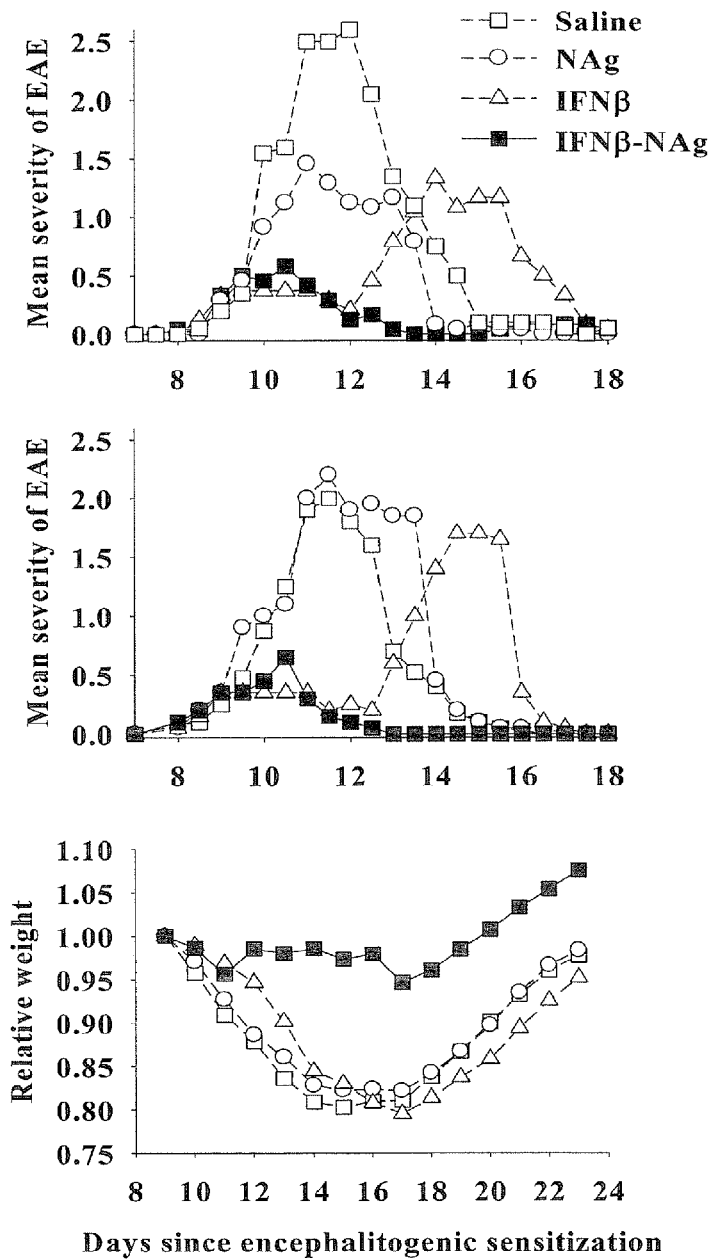 Saline
NAg
IFNβ
IFNβ-NAg
Mean severity of EAE
2.5
2.0
1.5
1.0
0.5
0.0
8 10 12 14 16 18
Mean severity of EAE
2.5
2.0
1.5
1.0
0.5
0.0
8 10 12 14 16 18
Relative weight
1.10
1.05
1.00
0.95
0.90
0.85
0.80
0.75
8 10 12 14 16 18 20 22 24
Days since encephalitogenic sensitization